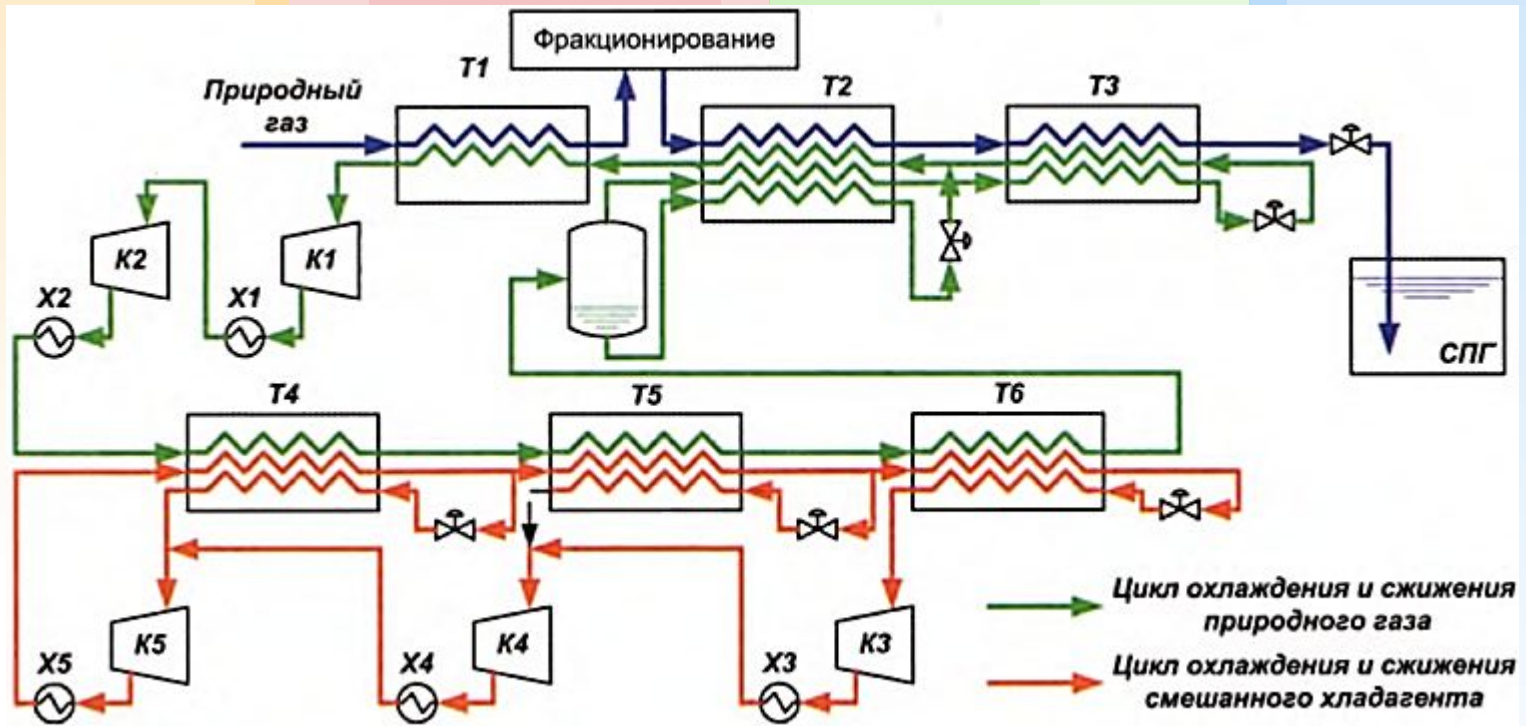 Фракционирование
Т1
Т2
Т3
Природный
газ
К2
К1
Х2
Х1
СПГ
Т4
Т5
Т6
Цикл охлаждения и сжижения
природного газа
К5
К4
К3
Х5
Х4
Х3
Цикл охлаждения и сжижения
смешанного хладагента